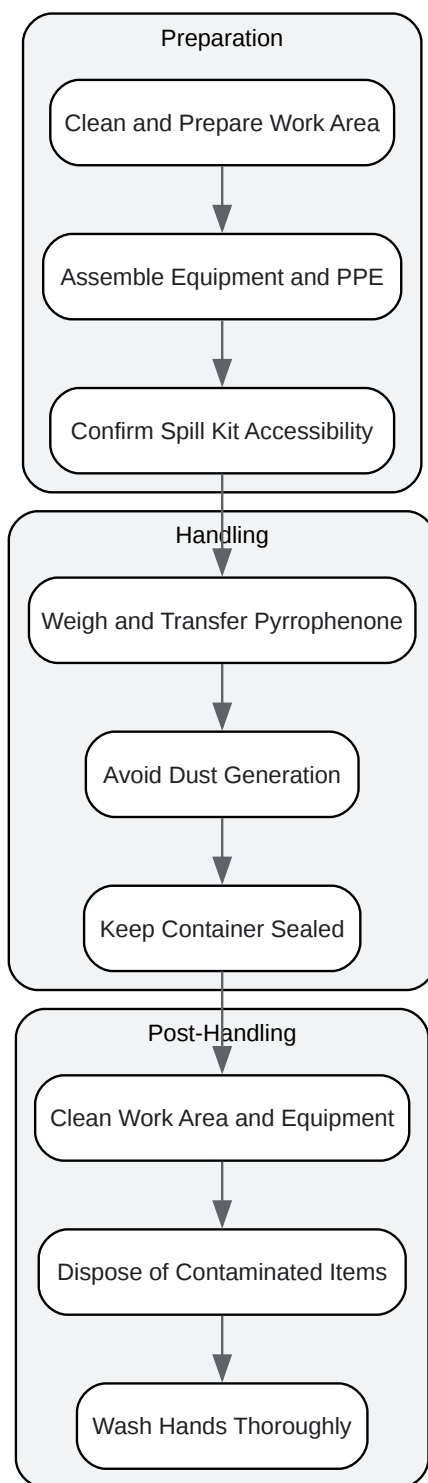 Preparation
Clean and Prepare Work Area
Assemble Equipment and PPE
Confirm Spill Kit Accessibility
Handling
Weigh and Transfer Pyrrophenone
Avoid Dust Generation
Keep Container Sealed
Post-Handling
Clean Work Area and Equipment
Dispose of Contaminated Items
Wash Hands Thoroughly